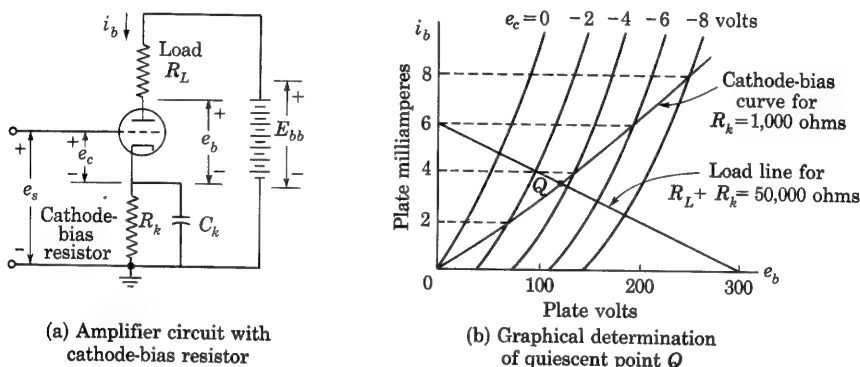 i_b
Load
R_L
+
+
e_b
E_bb
+
e_c
+
e_s
-
-
-
-
Cathode-
bias
resistor
R_k
C_k
(a) Amplifier circuit with
cathode-bias resistor
i_b
e_c=0 -2 -4 -6 -8 volts
Plate milliamperes
8
6
4
2
0
Q
Cathode-bias
curve for
R_k=1,000 ohms
Load line for
R_L+ R_k= 50,000 ohms
100
200
300
e_b
Plate volts
(b) Graphical determination
of quiescent point Q